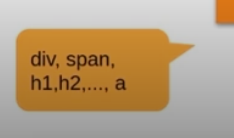 div, span,
h1,h2,..., a